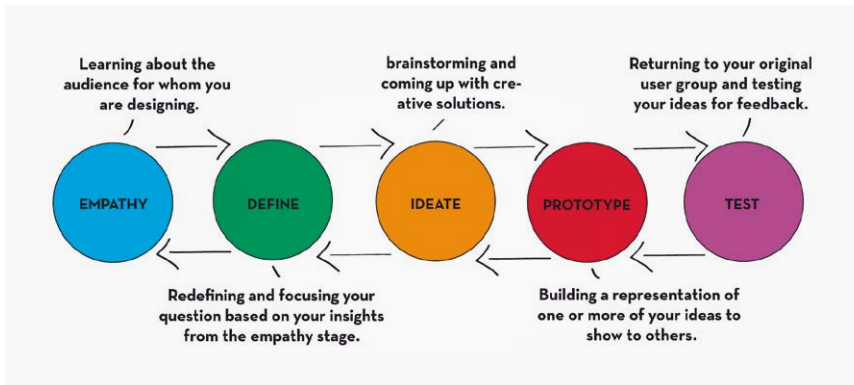 Learning about the
audience for whom you
are designing.
brainstorming and
coming up with cre-
ative solutions.
Returning to your original
user group and testing
your ideas for feedback.
EMPATHY
DEFINE
IDEATE
PROTOTYPE
TEST
Redefining and focusing your
question based on your insights
from the empathy stage.
Building a representation of
one or more of your ideas to
show to others.